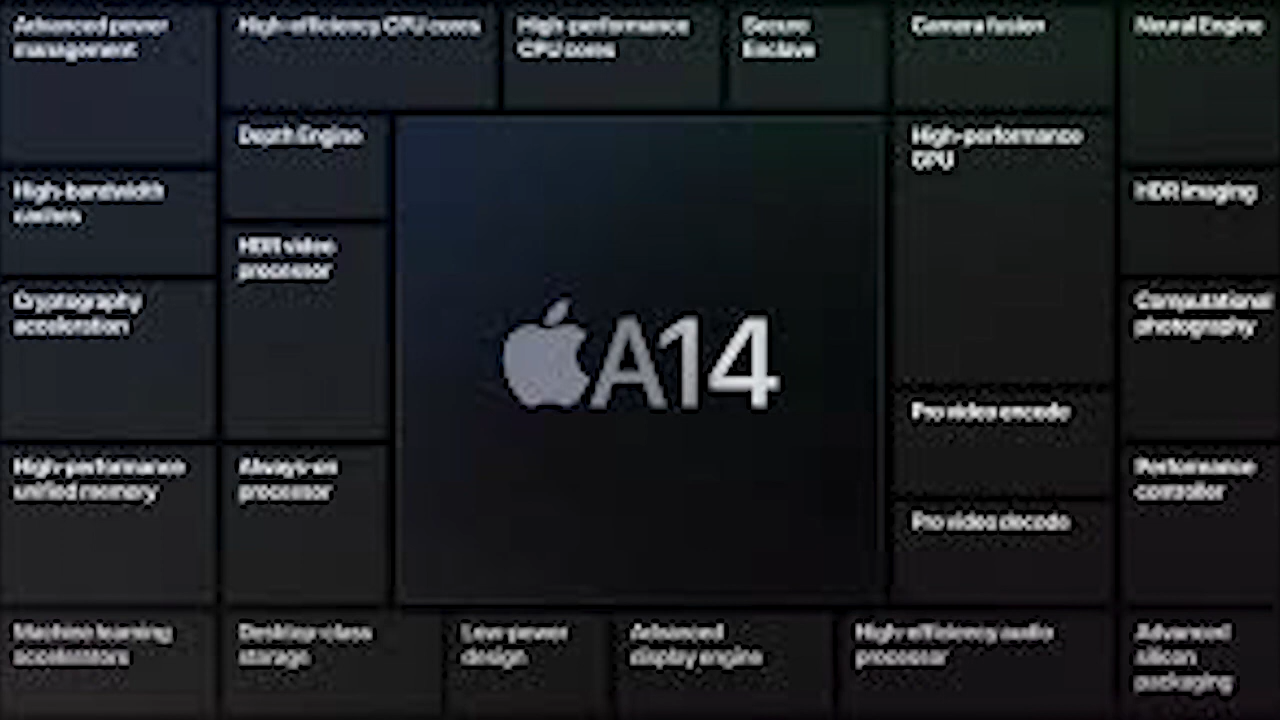 Advanced power
management
High-efficiency CPU cores
High-performance
CPU cores
Secure
Enclave
Camera fusion
Neural Engine
Depth Engine
High-performance
GPU
High-bandwidth
caches
HDR imaging
HDR video
processor
Cryptography
acceleration
Computational
photography
A14
Pro video encode
High-performance
unified memory
Always-on
processor
Performance
controller
Pro video decode
Machine learning
accelerators
Desktop-class
storage
Low-power
design
Advanced
display engine
High-efficiency audio
processor
Advanced
silicon
packaging